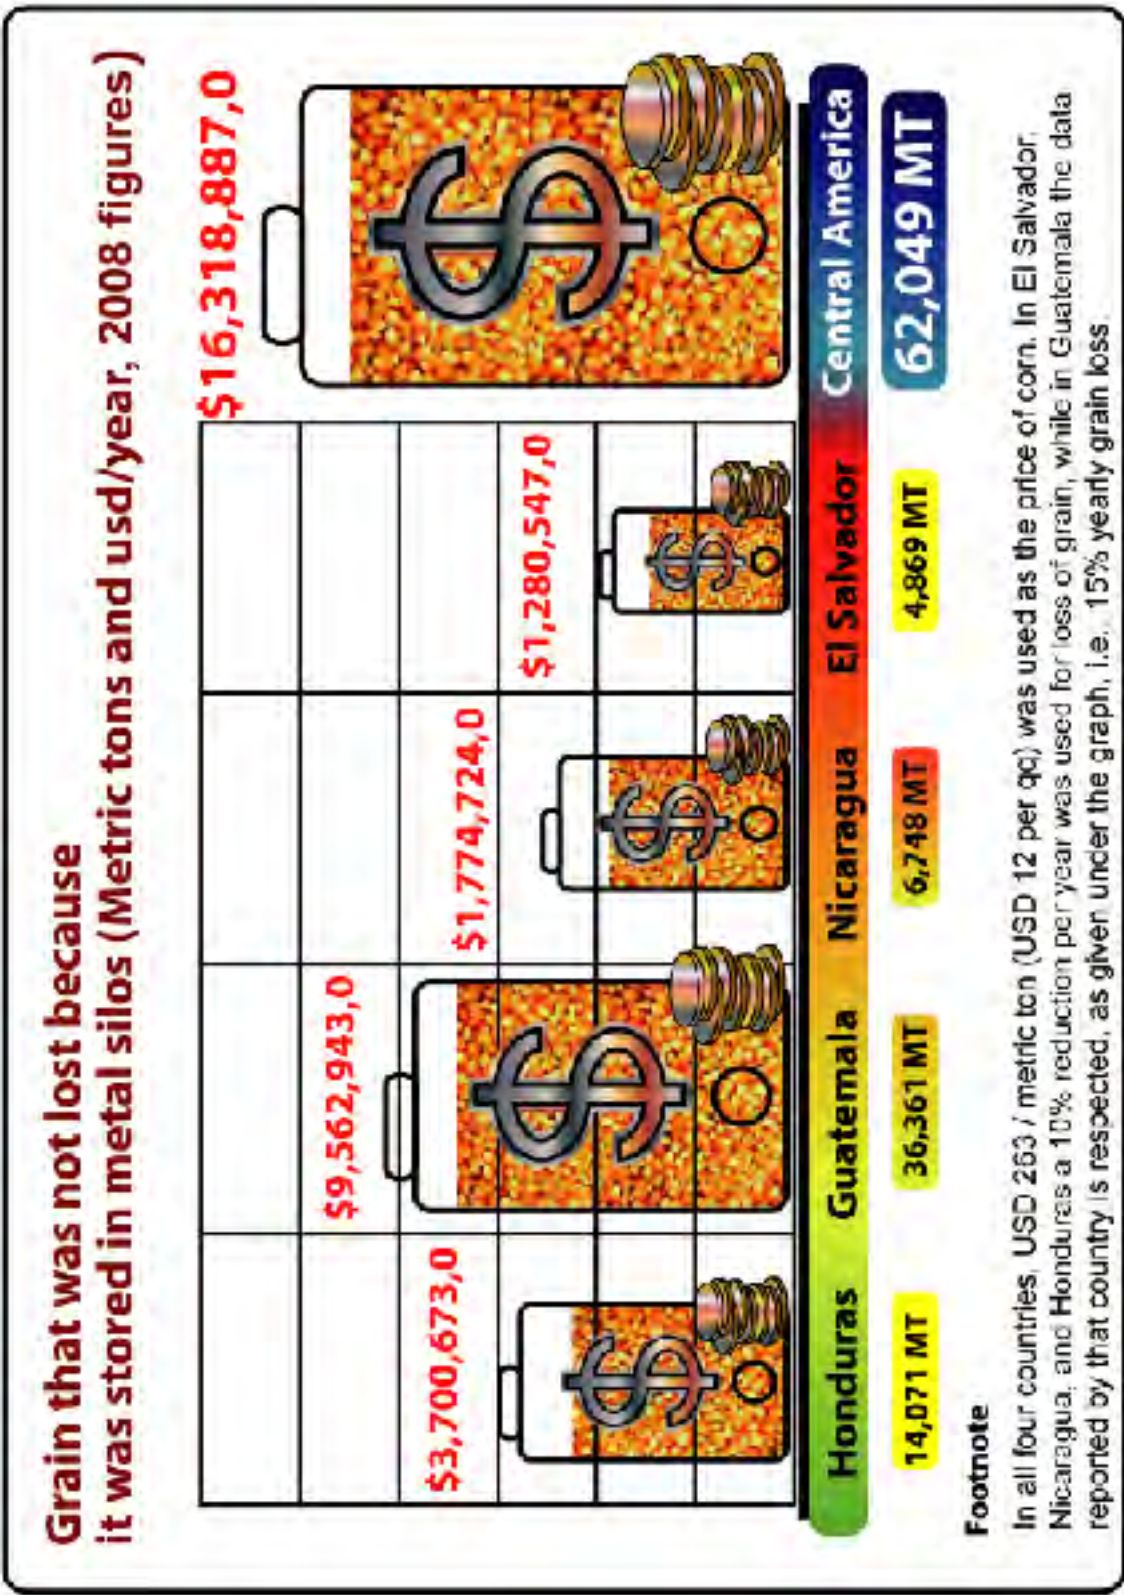 Grain that was not lost because
it was stored in metal silos (Metric tons and usd/year, 2008 figures)
$16,318,887,0
$9,562,943,0
$3,700,673,0
$1,774,724,0
$1,280,547,0
Honduras Guatemala Nicaragua El Salvador Central America
14,071 MT 36,361 MT 6,748 MT 4,869 MT 62,049 MT
Footnote
In all four countries, USD 263 / metric ton (USD 12 per qq) was used as the price of corn. In El Salvador,
Nicaragua, and Honduras a 10% reduction per year was used for loss of grain, while in Guatemala the data
reported by that country is respected, as given under the graph, i.e., 15% yearly grain loss.